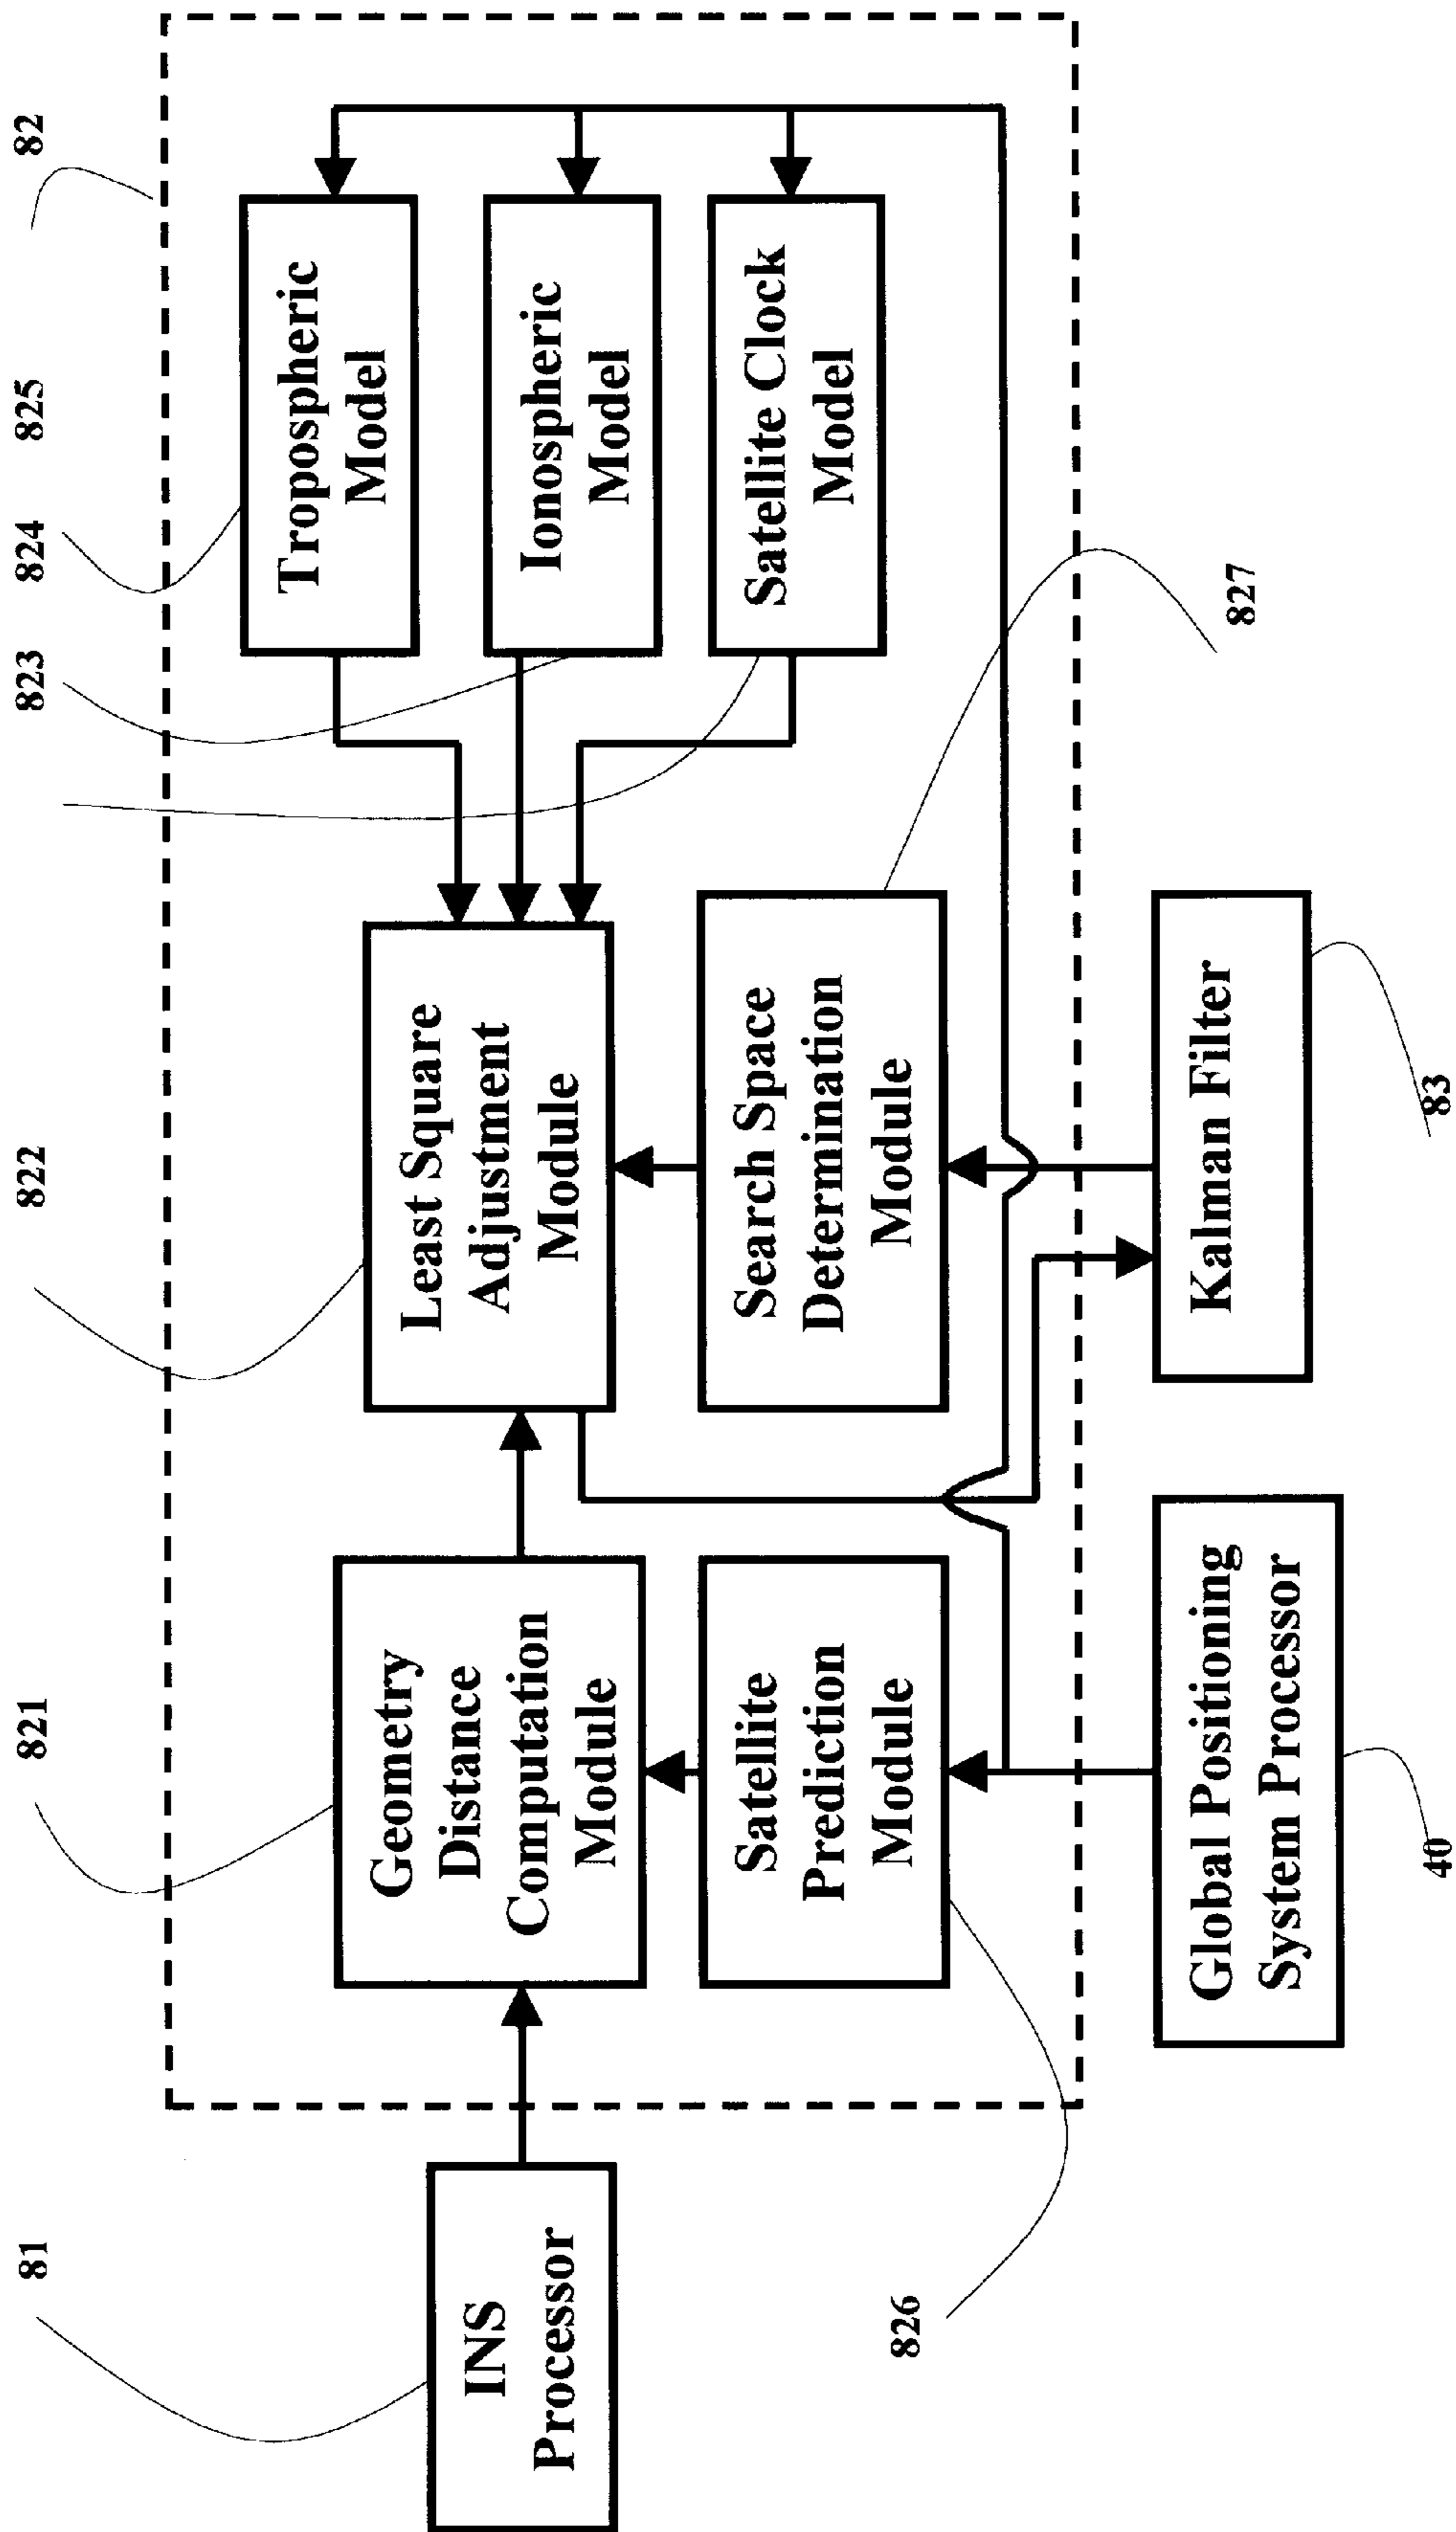 81
821
822
823
824
825
82
INS
Processor
Geometry
Distance
Computation
Module
Least Square
Adjustment
Module
Tropospheric
Model
Ionospheric
Model
Satellite Clock
Model
Satellite
Prediction
Module
Search Space
Determination
Module
826
827
Global Positioning
System Processor
Kalman Filter
40
83